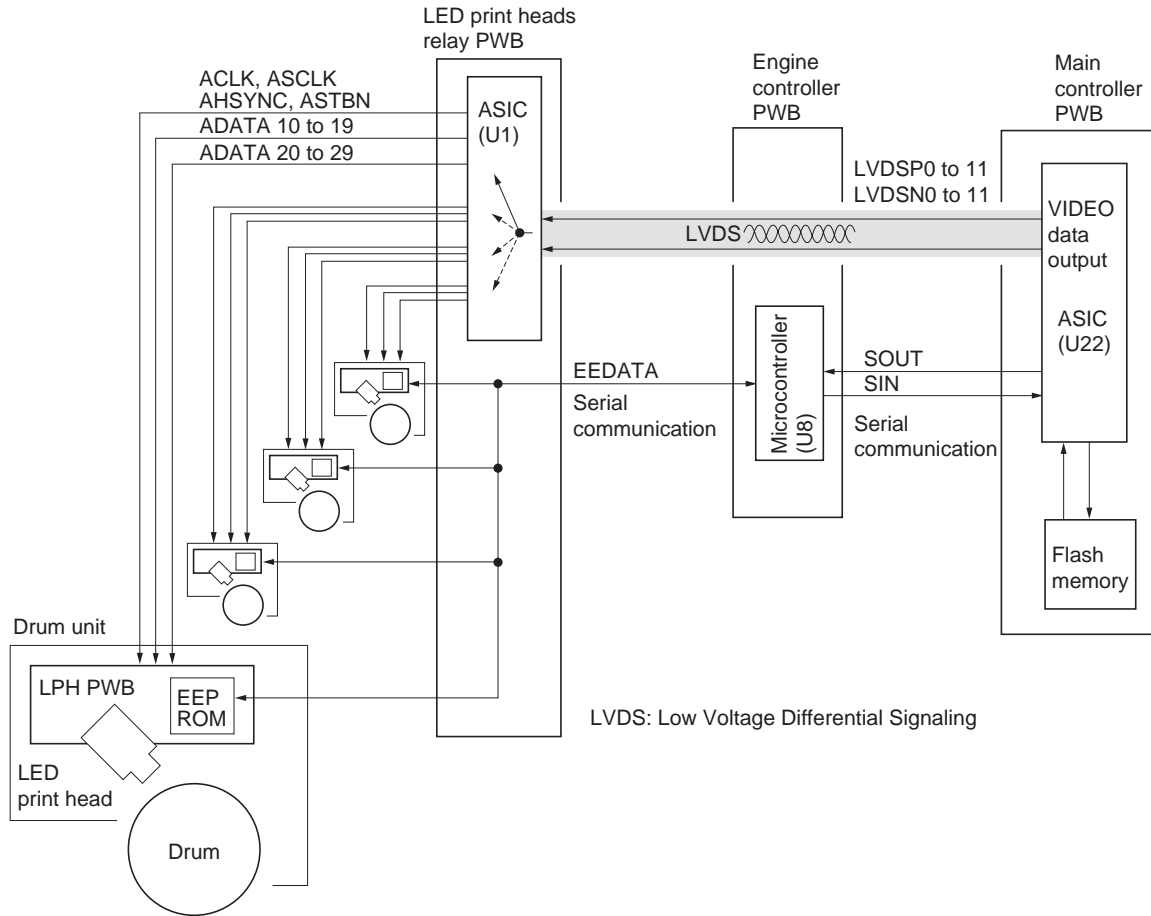 LED print heads
relay PWB
Engine
controller
PWB
Main
controller
PWB
ACLK, ASCLK
AHSYNC, ASTBN
ADATA 10 to 19
ADATA 20 to 29
ASIC
(U1)
LVDSP0 to 11
LVDSN0 to 11
LVDS
VIDEO
data
output
ASIC
(U22)
EEDATA
Serial
communication
Microcontroller
(U8)
SOUT
SIN
Serial
communication
Flash
memory
Drum unit
LPH PWB
EEP
ROM
LED
print head
Drum
LVDS: Low Voltage Differential Signaling